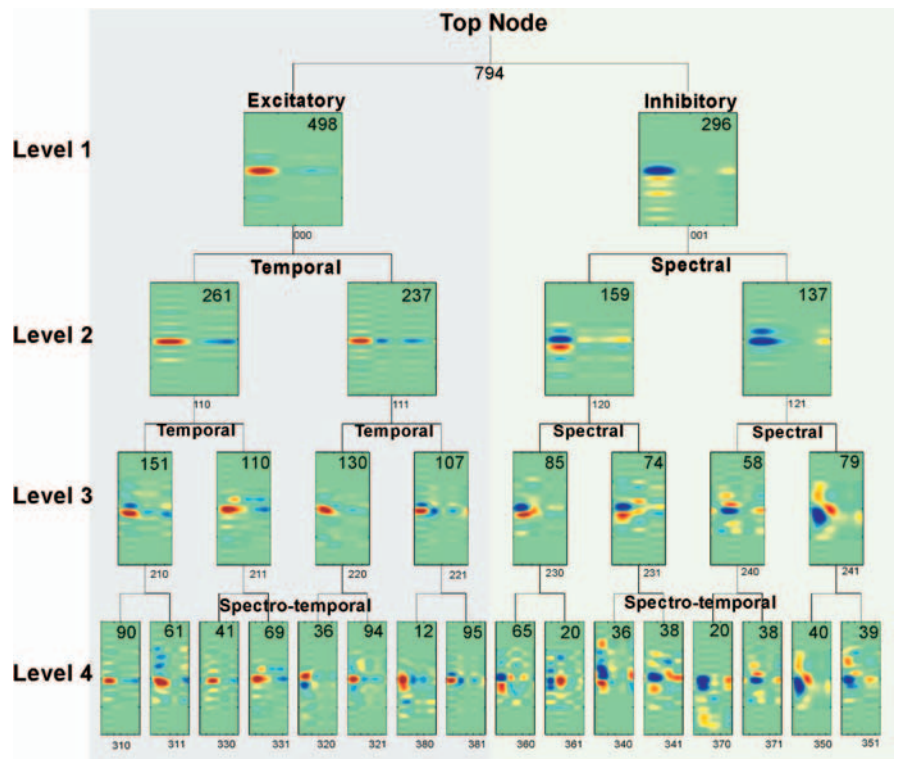 Top Node
794
Excitatory Inhibitory
498 296
Level 1
000 001
Temporal Spectral
261 237 159 137
Level 2
110 111 120 121
Temporal Temporal Spectral Spectral
151 110 130 107 85 74 58 79
Level 3
210 211 220 221 230 231 240 241
Spectro-temporal Spectro-temporal
90 61 41 69 36 94 12 95 65 20 36 38 20 38 40 39
Level 4
310 311 330 331 320 321 380 381 360 361 340 341 370 371 350 351